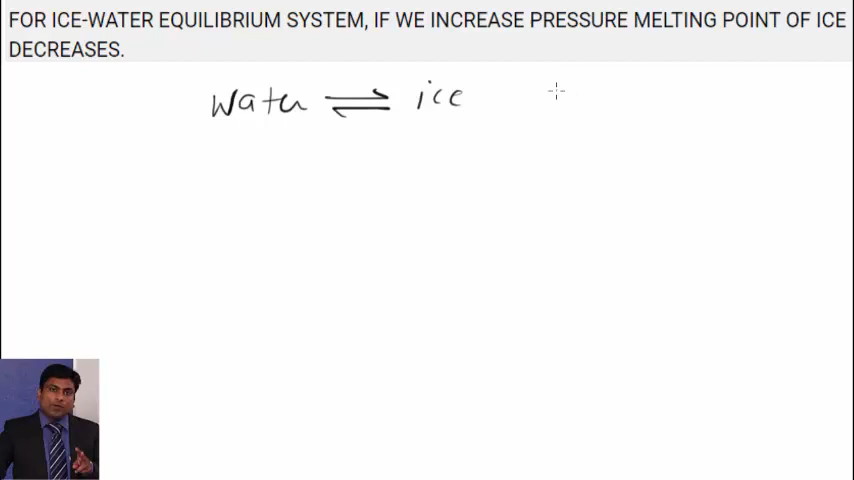 FOR ICE-WATER EQUILIBRIUM SYSTEM, IF WE INCREASE PRESSURE MELTING POINT OF ICE
DECREASES.
Water ⇌ ice